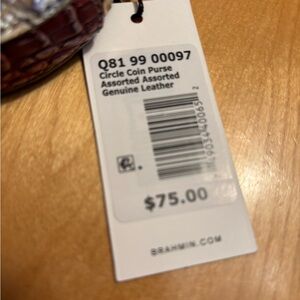 Q81 99 00097
Circle Coin Purse
Assorted Assorted
Genuine Leather
$75.00
BRAHMIN.COM